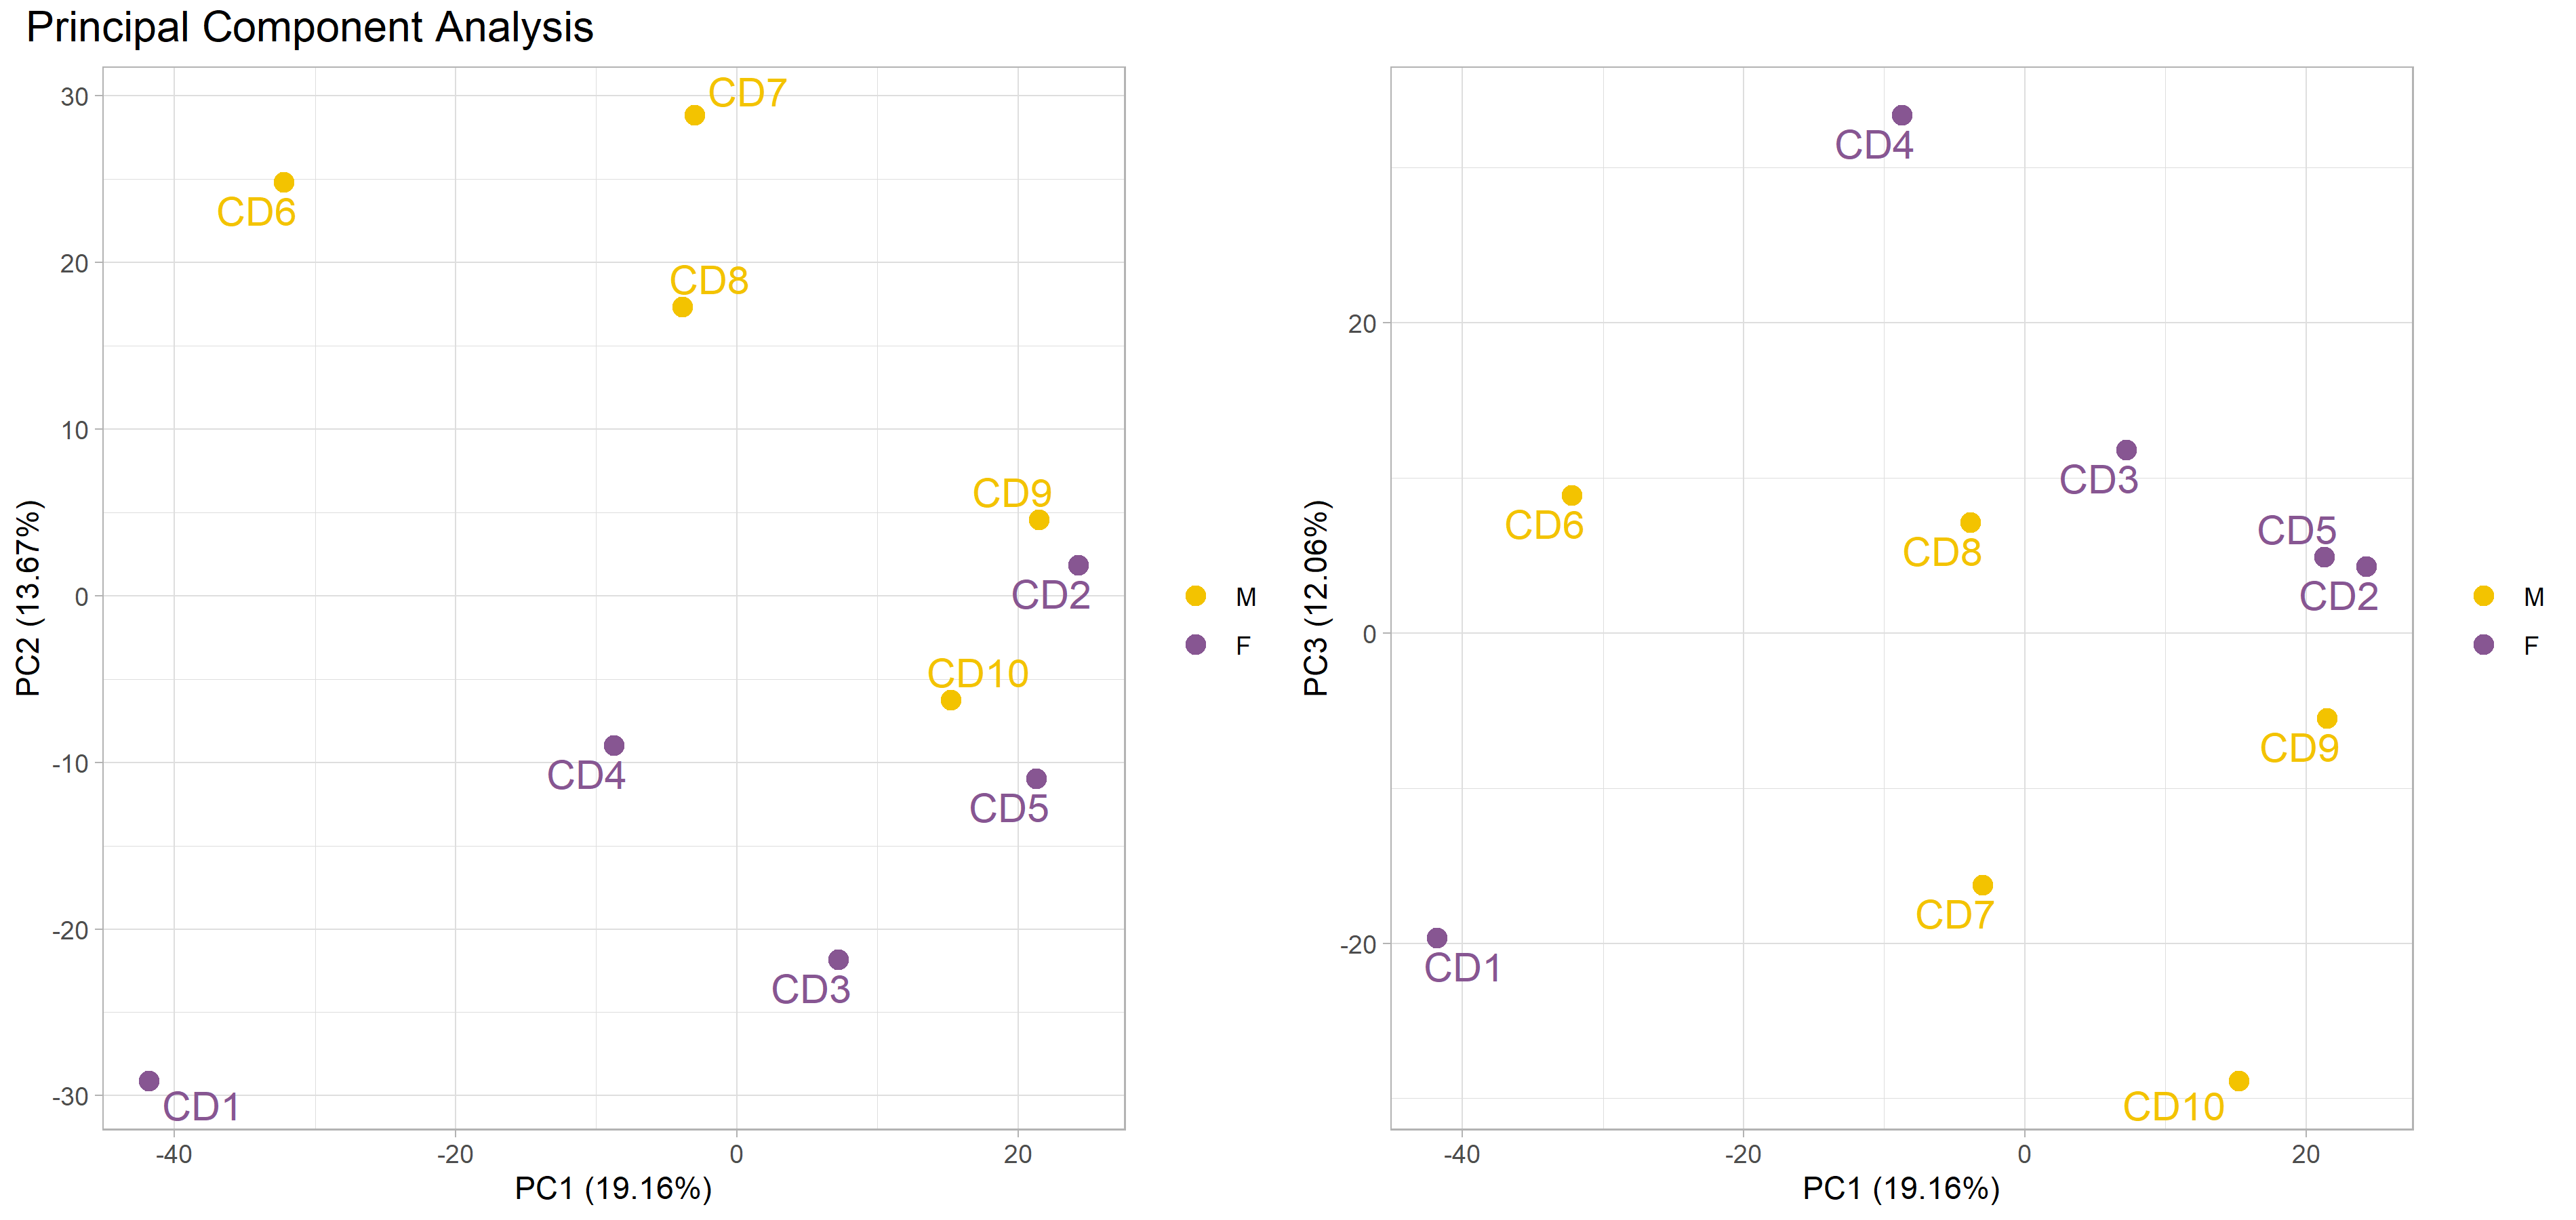 Principal Component Analysis
30
20
10
0
-10
-20
-30
PC2 (13.67%)
CD7
CD6
CD8
CD9
CD2
CD10
CD4
CD5
CD3
CD1
-40
-20
0
20
PC1 (19.16%)
M
F
20
0
-20
PC3 (12.06%)
CD4
CD3
CD6
CD8
CD5
CD2
CD9
CD7
CD1
CD10
-40
-20
0
20
PC1 (19.16%)
M
F